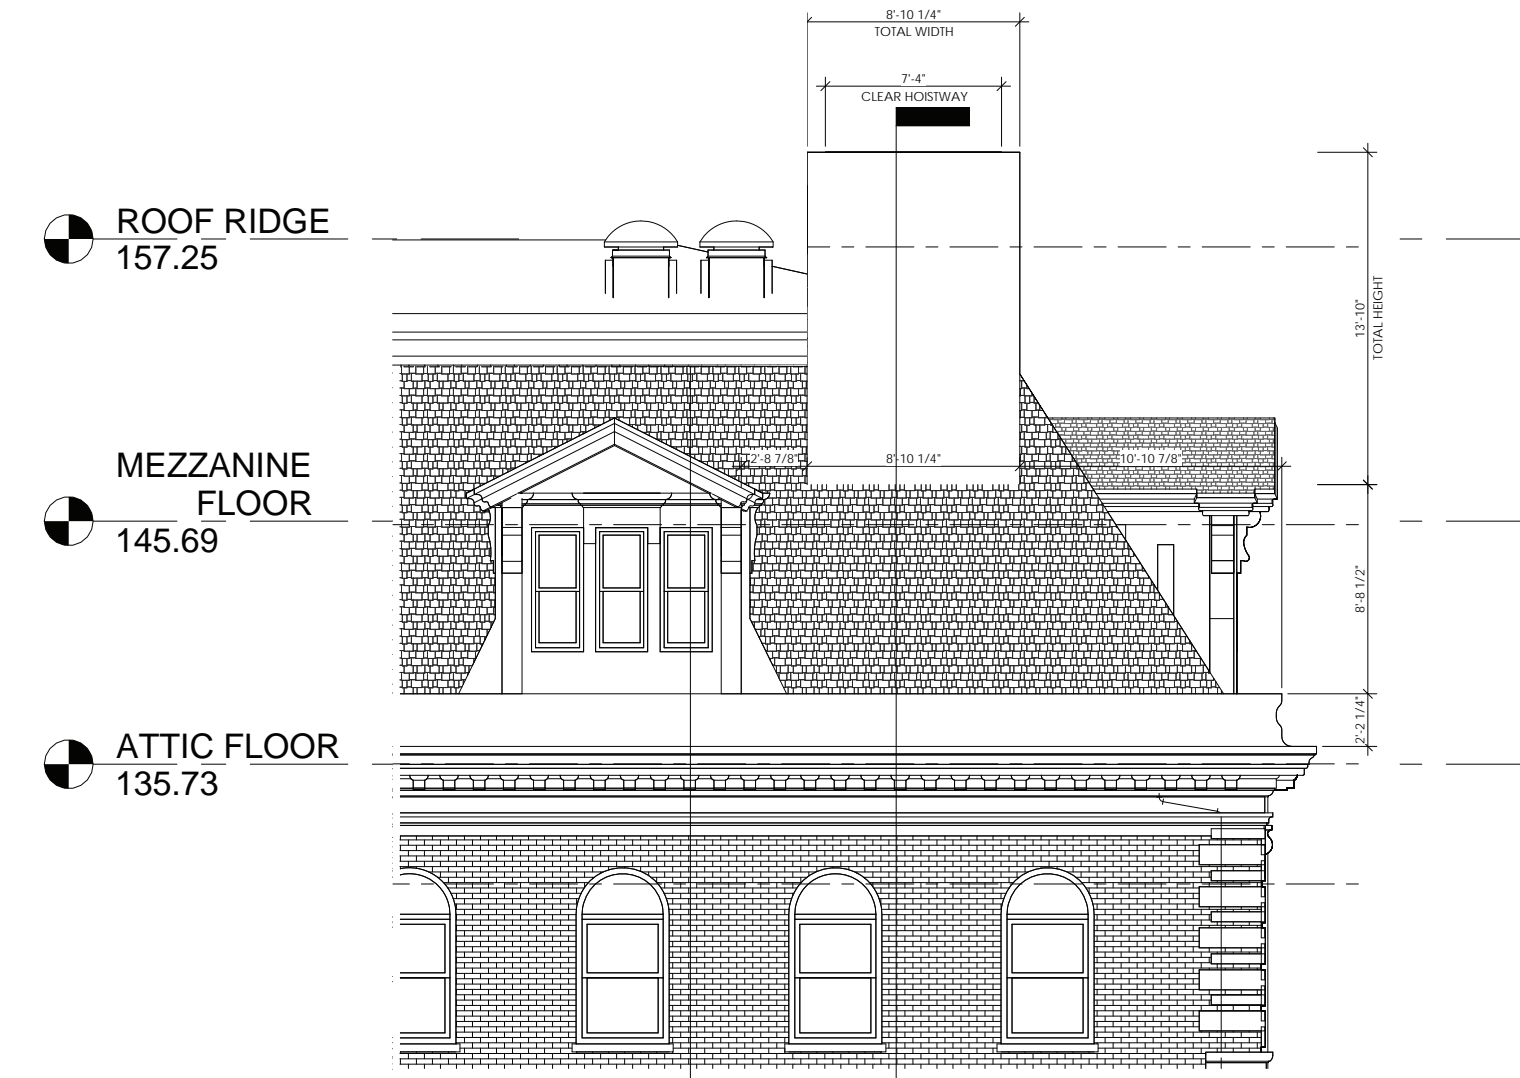 8'-10 1/4"
TOTAL WIDTH
7'-4"
CLEAR HOISTWAY
ROOF RIDGE
157.25
13'-10"
TOTAL HEIGHT
MEZZANINE
FLOOR
145.69
2'-8 7/8"
8'-10 1/4"
10'-10 7/8"
8'-8 1/2"
2'-2 1/4"
ATTIC FLOOR
135.73